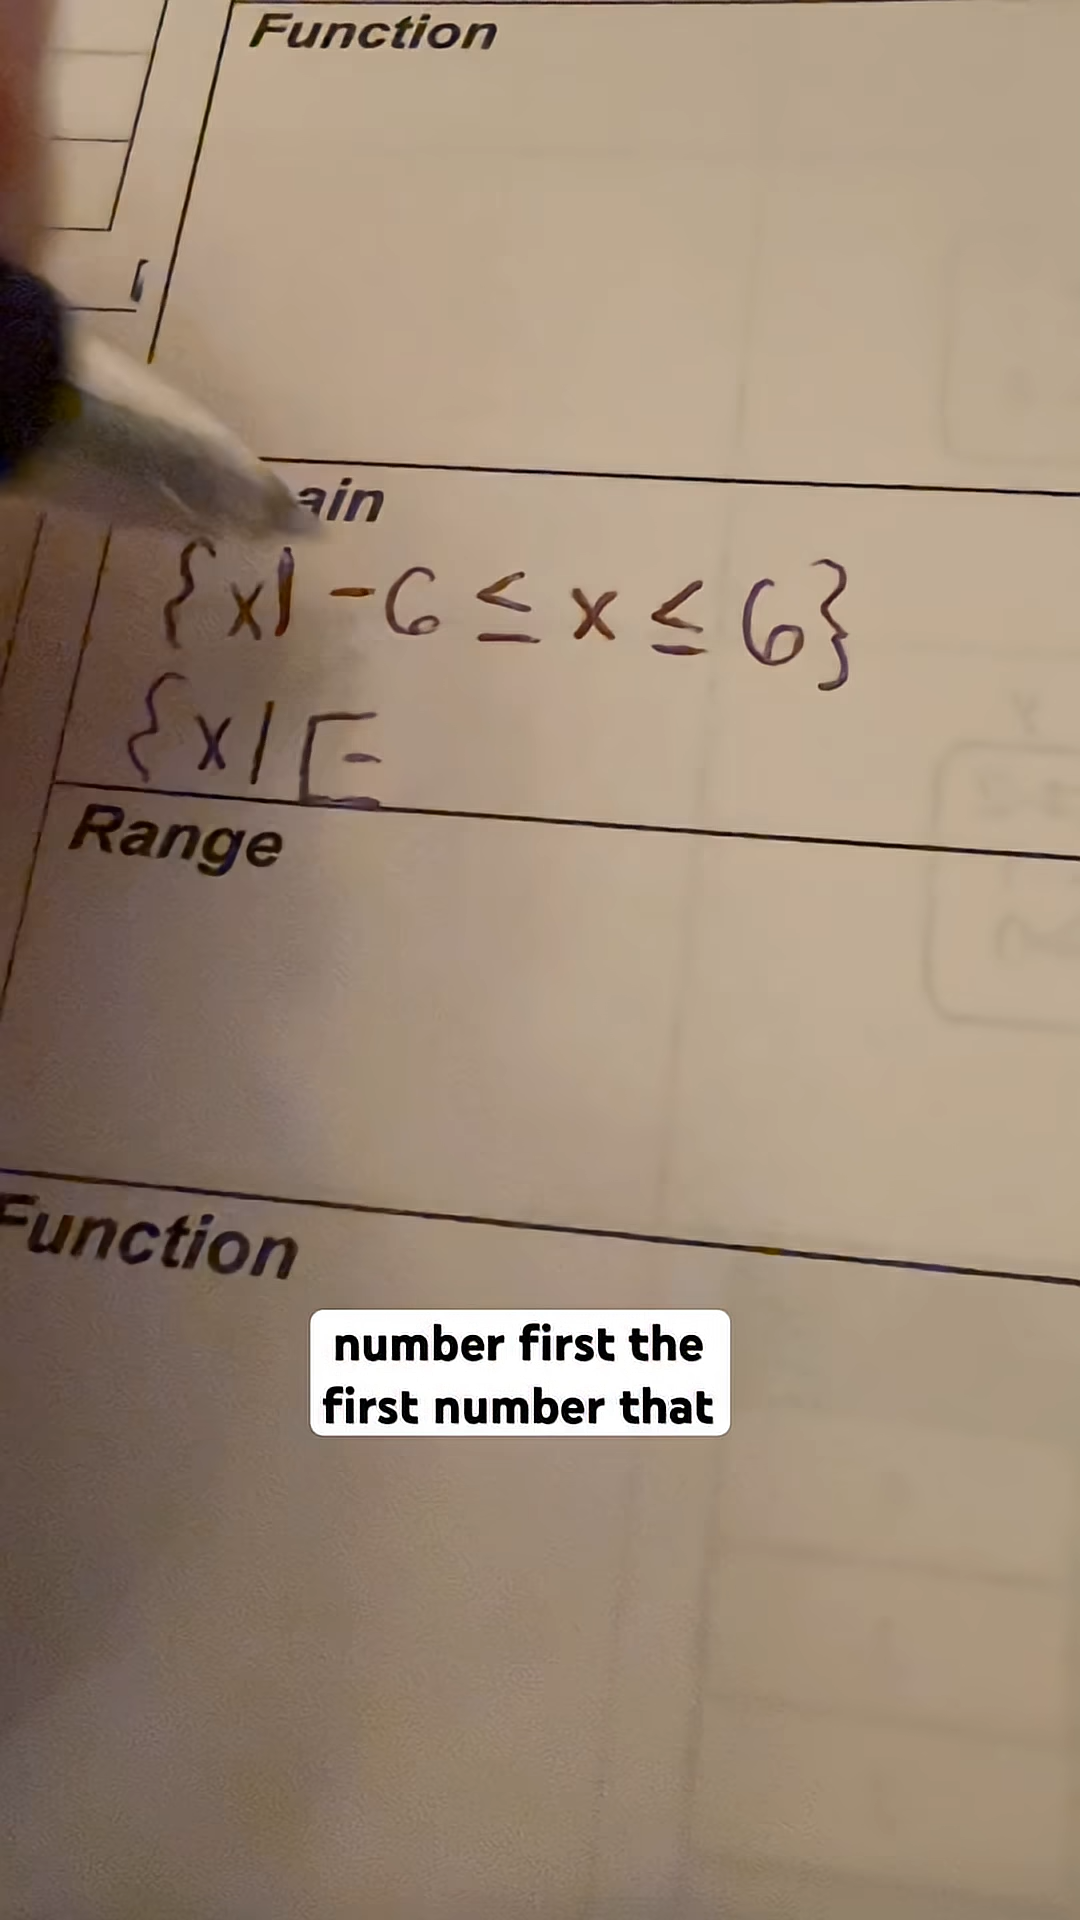 Function
ain
{x| -6 ≤ x ≤ 6}
{x| [-
Range
Function
number first the
first number that